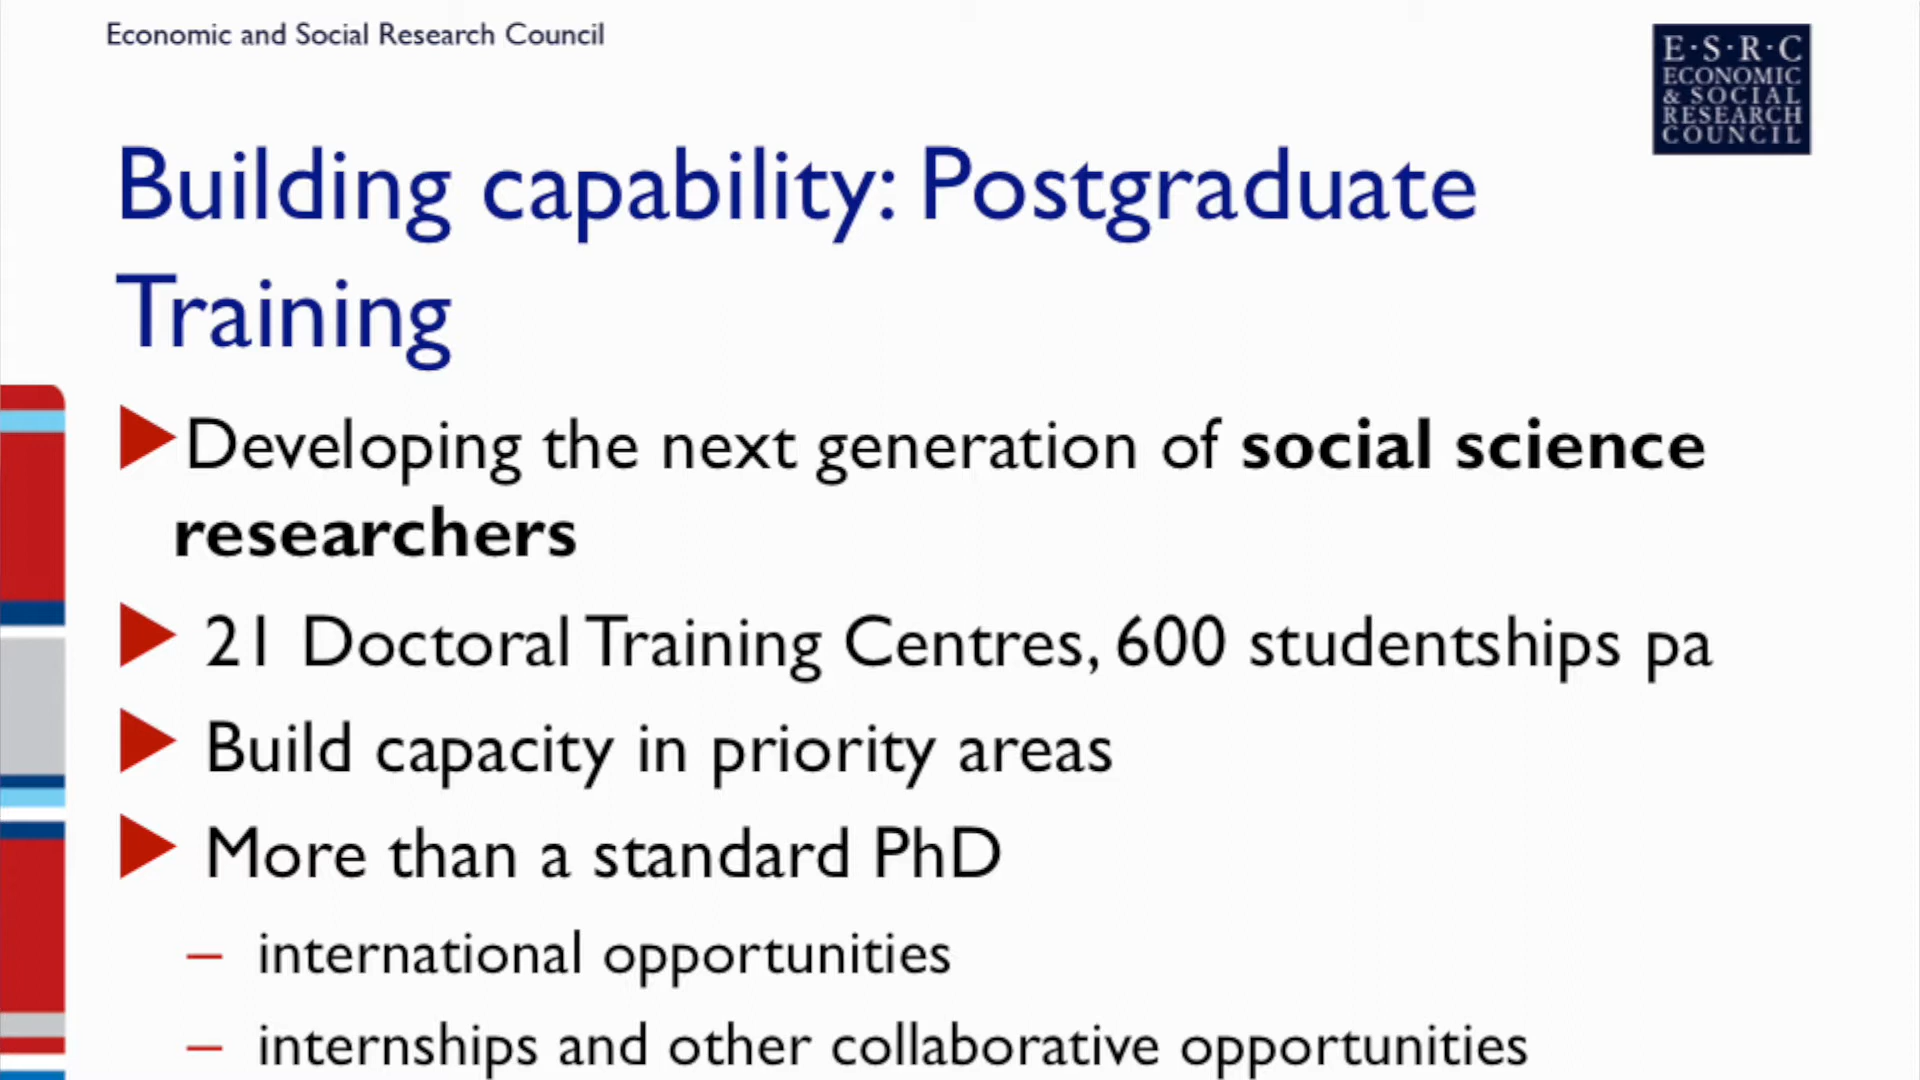 Economic and Social Research Council
E·S·R·C
ECONOMIC
& SOCIAL
RESEARCH
COUNCIL
Building capability: Postgraduate
Training
Developing the next generation of social science
researchers
21 Doctoral Training Centres, 600 studentships pa
Build capacity in priority areas
More than a standard PhD
– international opportunities
– internships and other collaborative opportunities